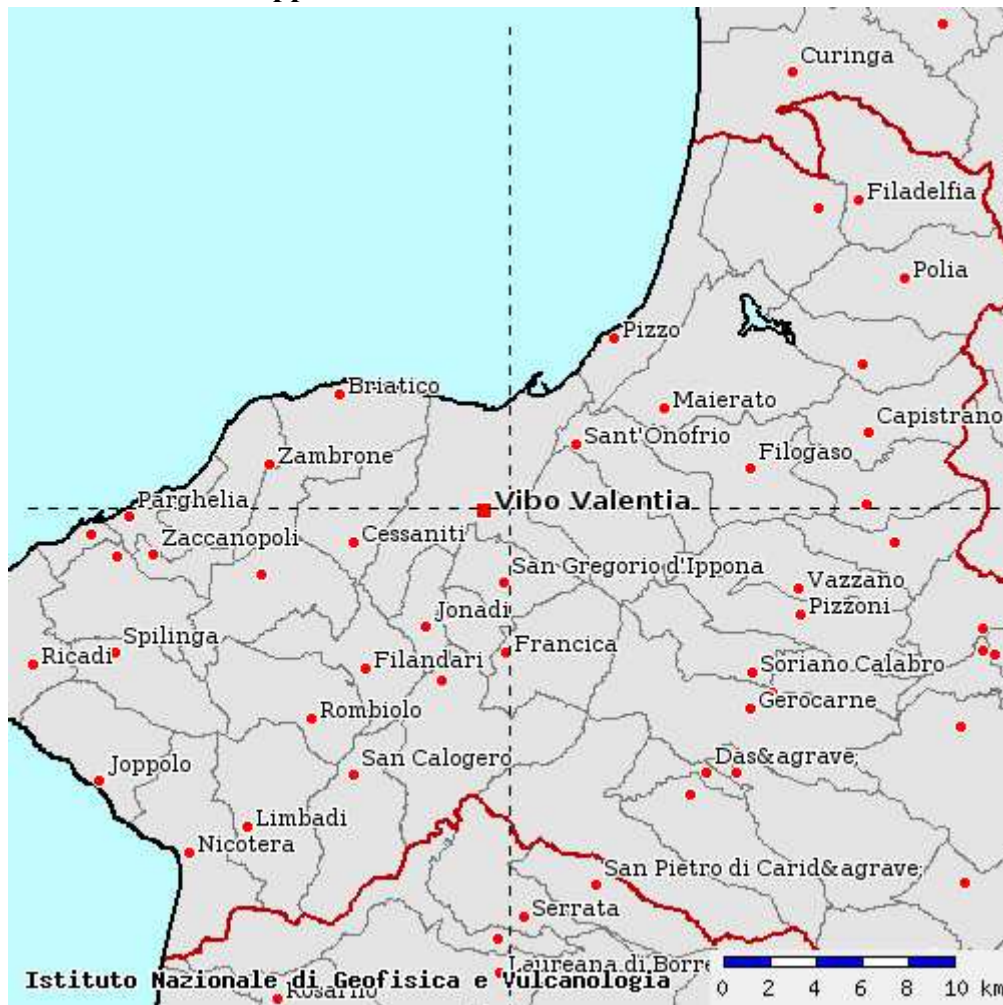 Curinga
Filadelfia
Polia
Pizzo
Briatico
Maierato
Capistrano
Sant'Onofrio
Filogaso
Zambrone
Parghelia
Vibo Valentia
Zaccanopoli
Cessaniti
San Gregorio d'Ippona
Vazzano
Jonadi
Pizzoni
Spilinga
Ricadi
Filandari
Francica
Soriano Calabro
Gerocarne
Rombiolo
Joppolo
San Calogero
Das&agrave;
Limbadi
Nicotera
San Pietro di Carid&agrave;
Serrata
Laureana di Borre
Istituto Nazionale di Geofisica e Vulcanologia
Rosarno
0 2 4 6 8 10 km